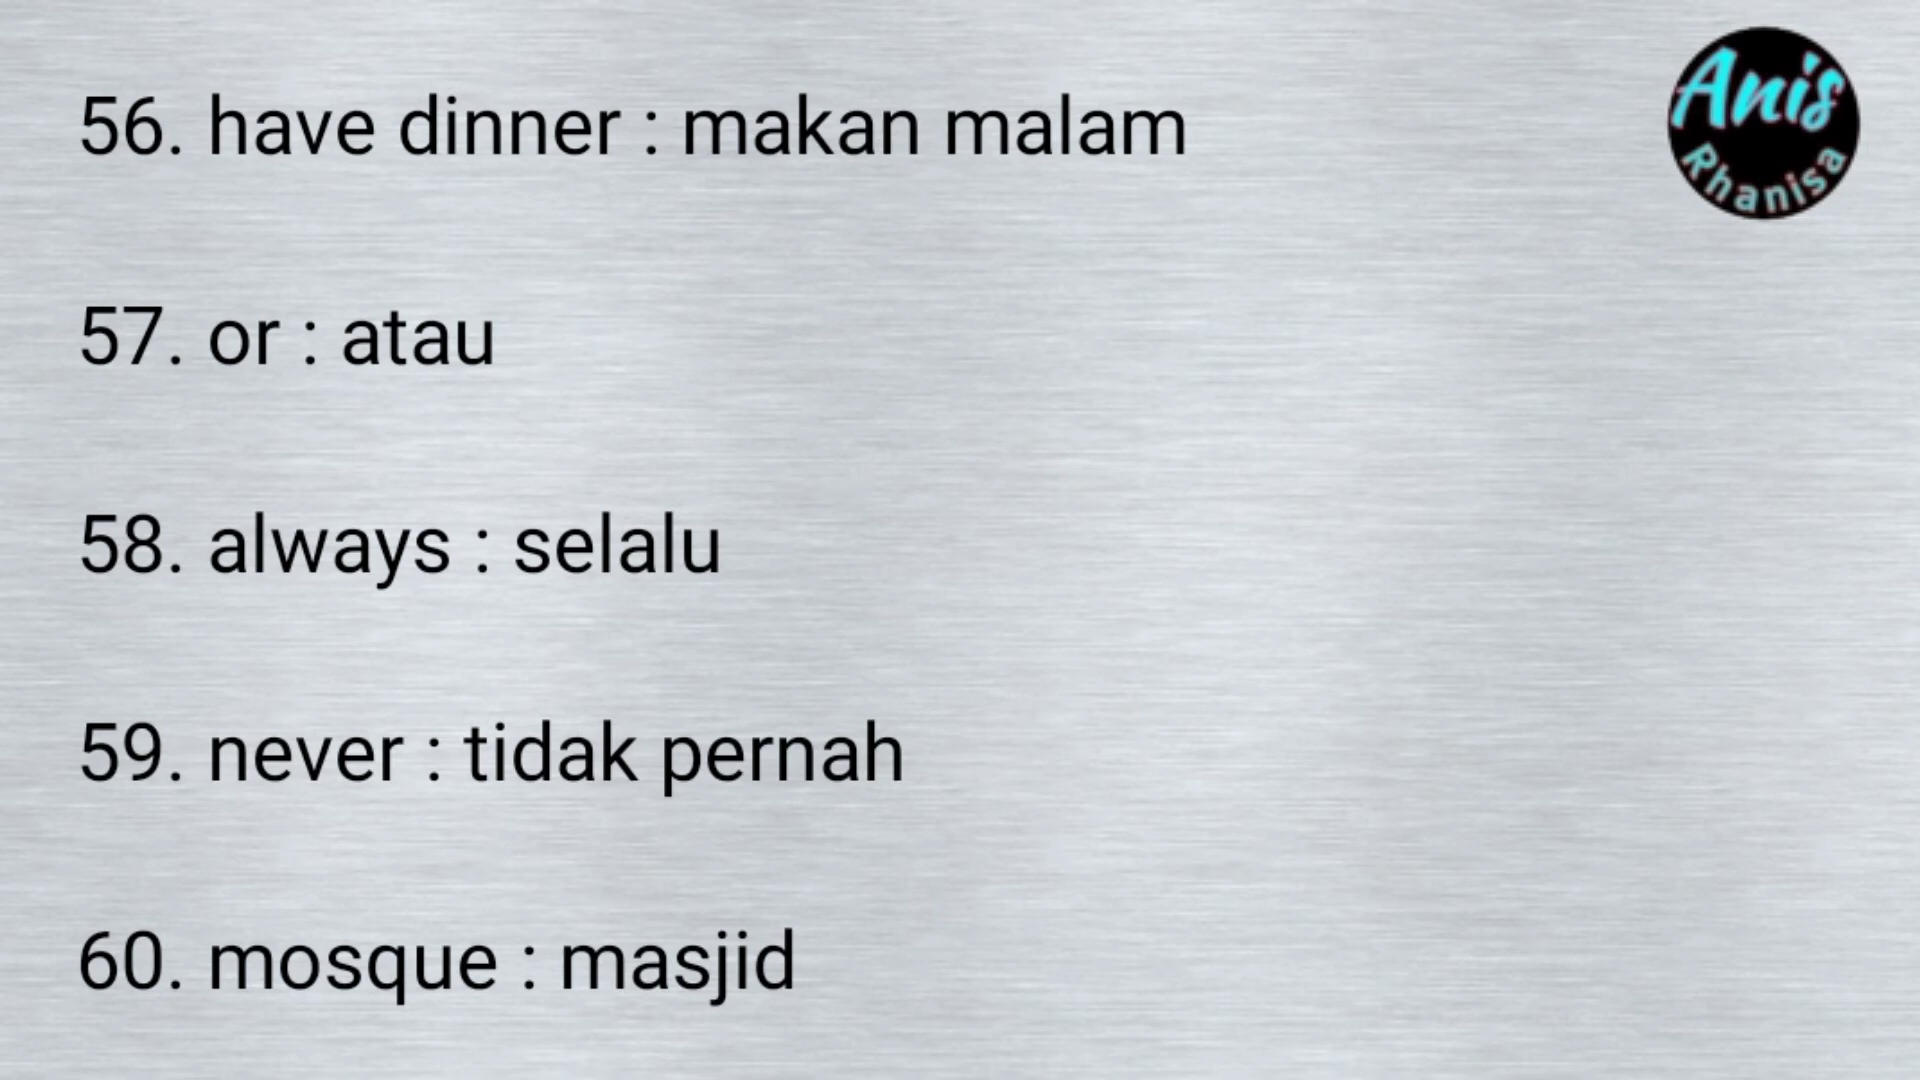 Anis
Rhanisa
56. have dinner : makan malam
57. or : atau
58. always : selalu
59. never : tidak pernah
60. mosque : masjid